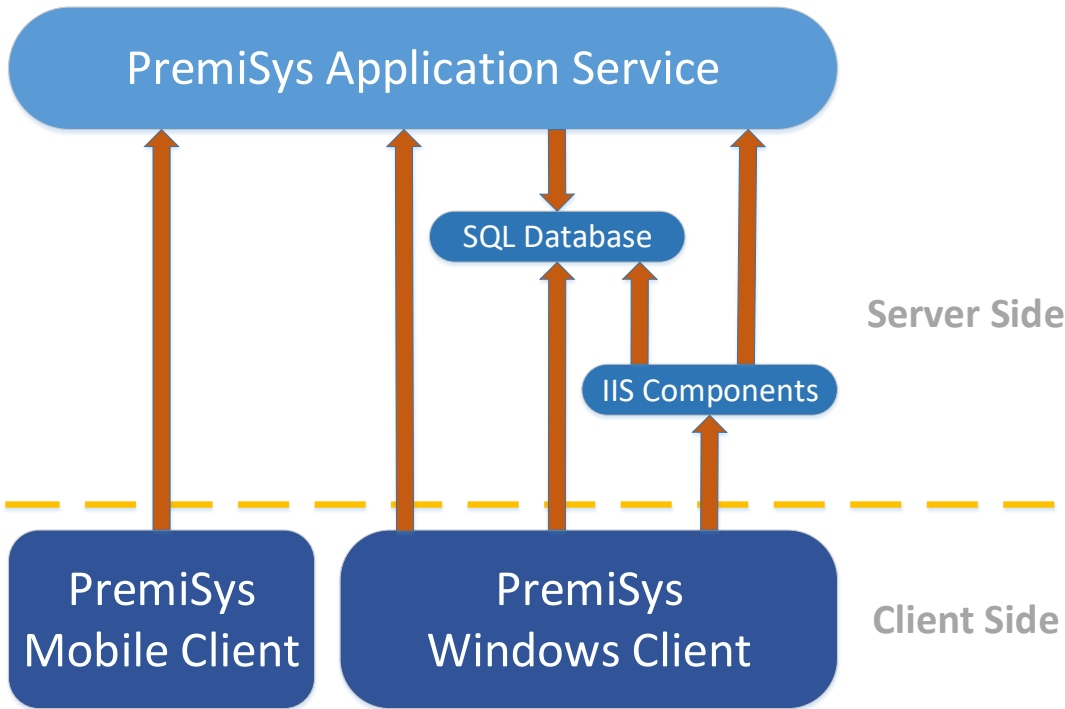 PremiSys Application Service
SQL Database
Server Side
IIS Components
PremiSys
Mobile Client
PremiSys
Windows Client
Client Side